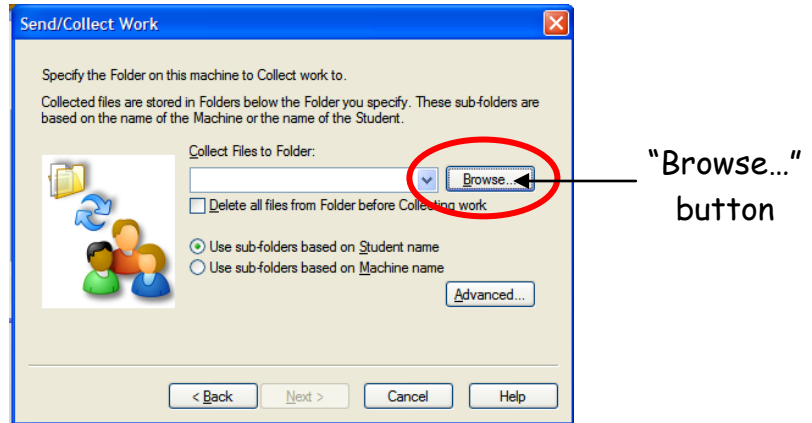 Send/Collect Work
Specify the Folder on this machine to Collect work to.
Collected files are stored in Folders below the Folder you specify. These sub-folders are
based on the name of the Machine or the name of the Student.
Collect Files to Folder:
Browse...
Delete all files from Folder before Collecting work
Use sub-folders based on Student name
Use sub-folders based on Machine name
Advanced...
< Back
Next >
Cancel
Help
“Browse…”
button